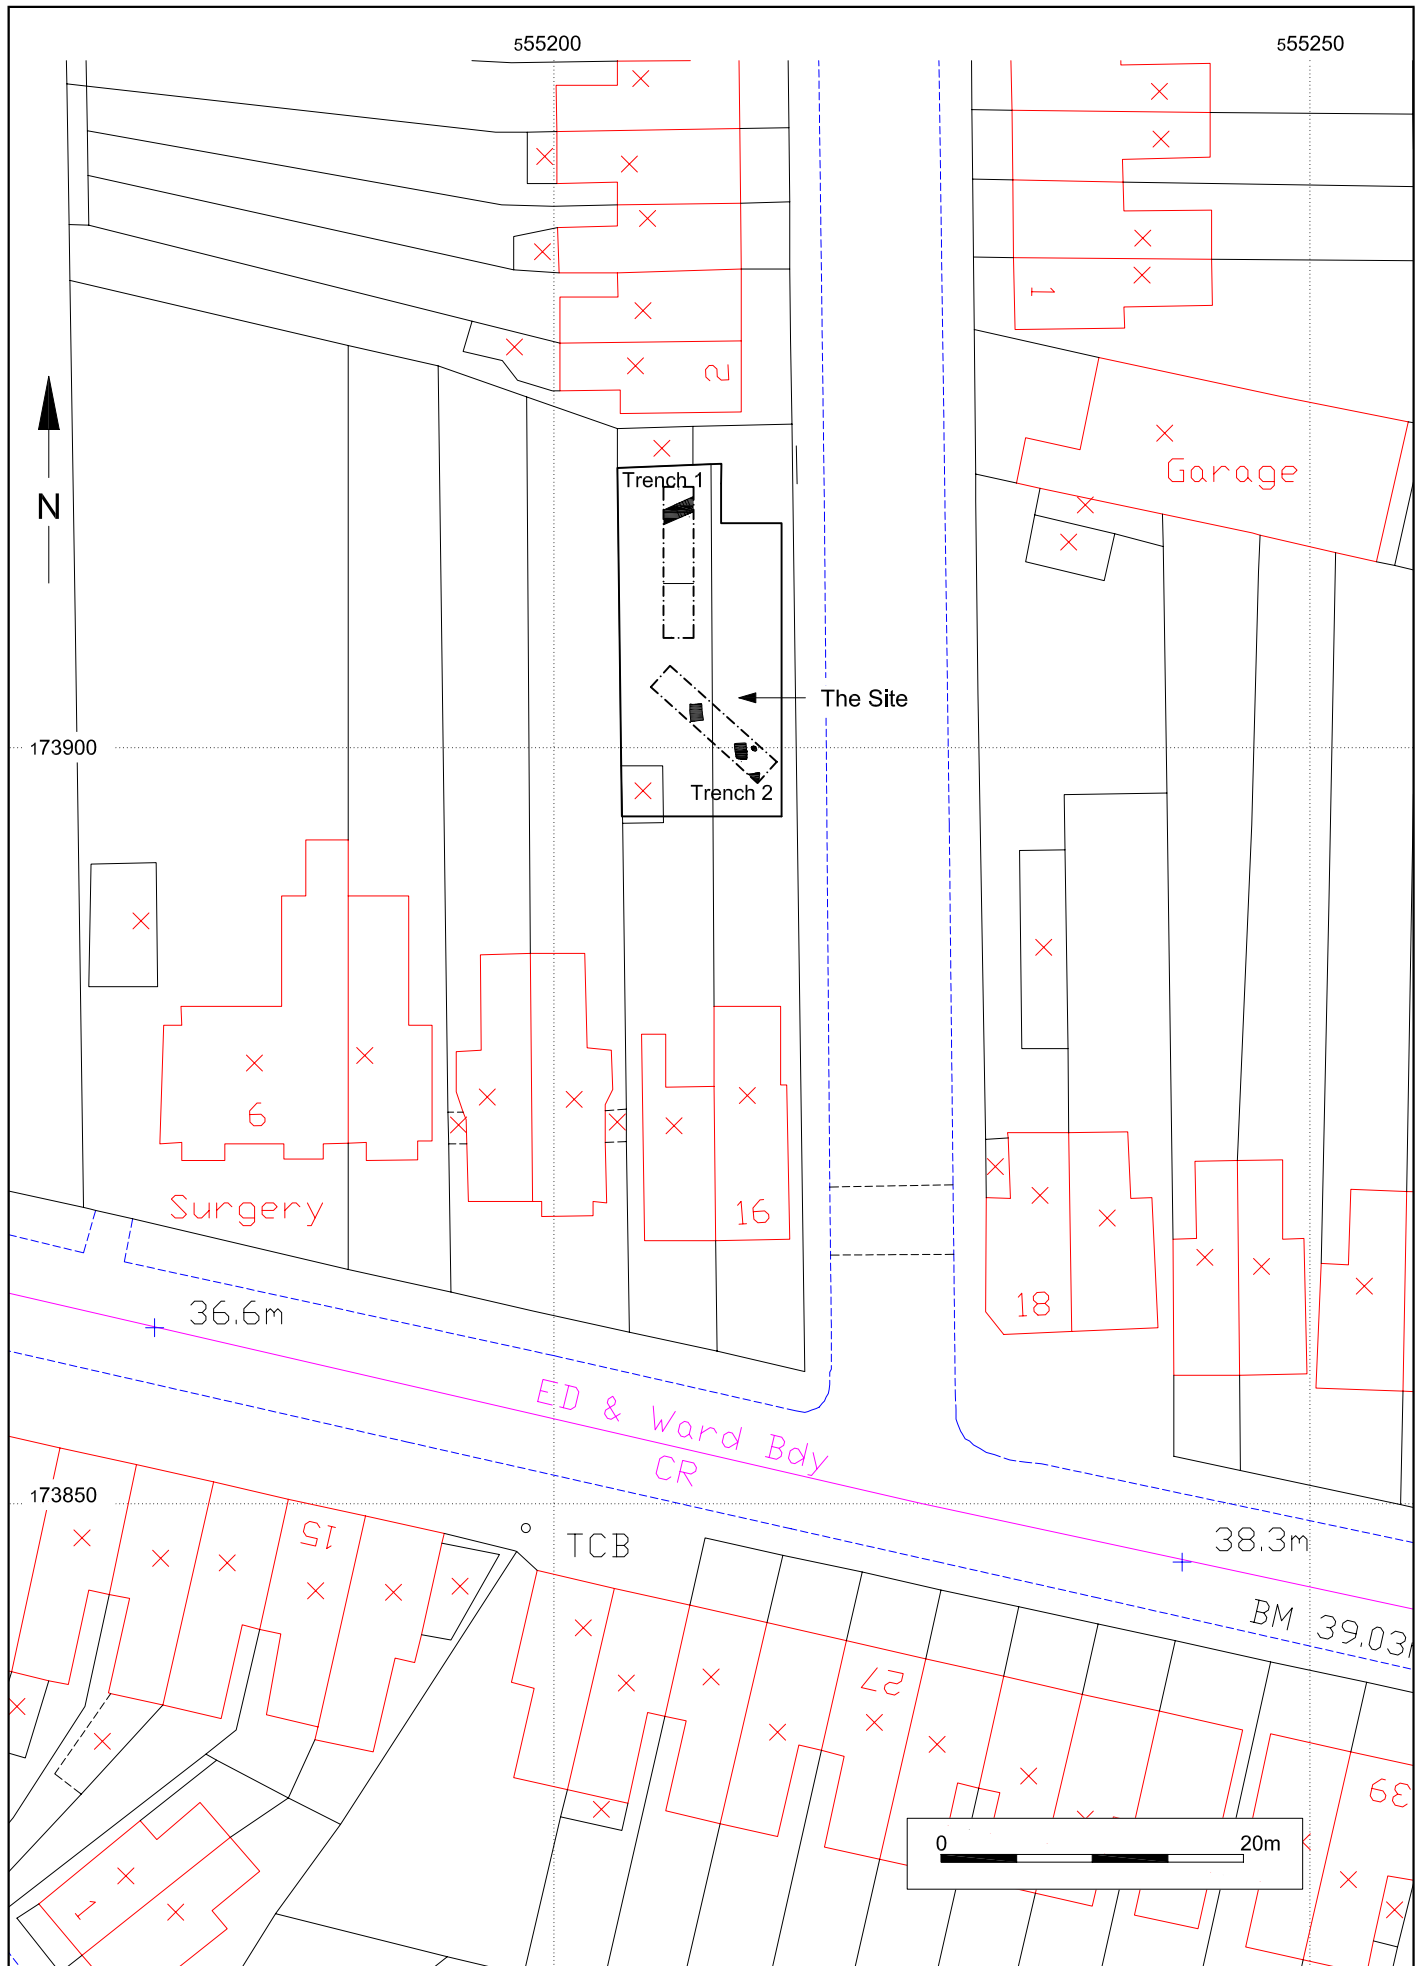 555200
555250
2
1
Garage
Trench 1
N
The Site
173900
Trench 2
6
Surgery
16
18
36.6m
ED & Ward Bdy
CR
173850
15
TCB
38.3m
BM 39.03
27
39
0 20m
1